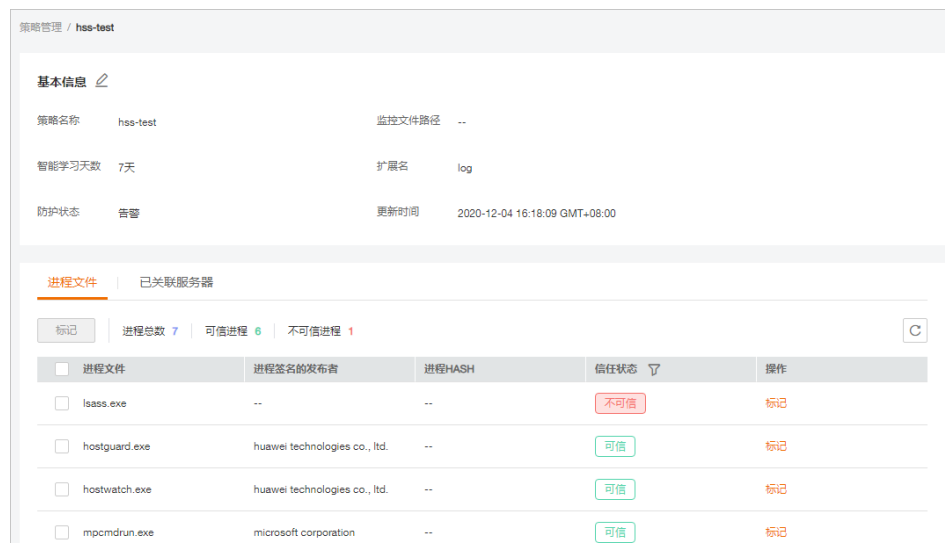 策略管理 / hss-test
基本信息
策略名称 hss-test 监控文件路径 --
智能学习天数 7天 扩展名 log
防护状态 告警 更新时间 2020-12-04 16:18:09 GMT+08:00
进程文件 已关联服务器
标记 进程总数 7 可信进程 6 不可信进程 1
进程文件 进程签名的发布者 进程HASH 信任状态 操作
lsass.exe -- -- 不可信 标记
hostguard.exe huawei technologies co., ltd. -- 可信 标记
hostwatch.exe huawei technologies co., ltd. -- 可信 标记
mpcmdrun.exe microsoft corporation -- 可信 标记